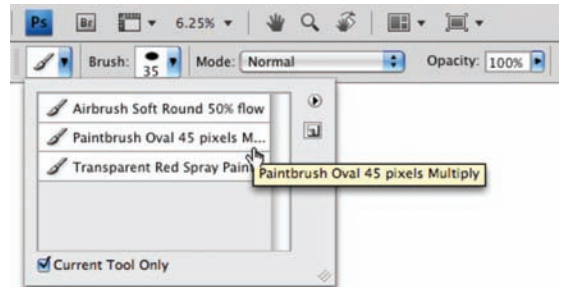 Ps Br 6.25%
Brush: 35 Mode: Normal Opacity: 100%
Airbrush Soft Round 50% flow
Paintbrush Oval 45 pixels M...
Transparent Red Spray Pain
Paintbrush Oval 45 pixels Multiply
Current Tool Only